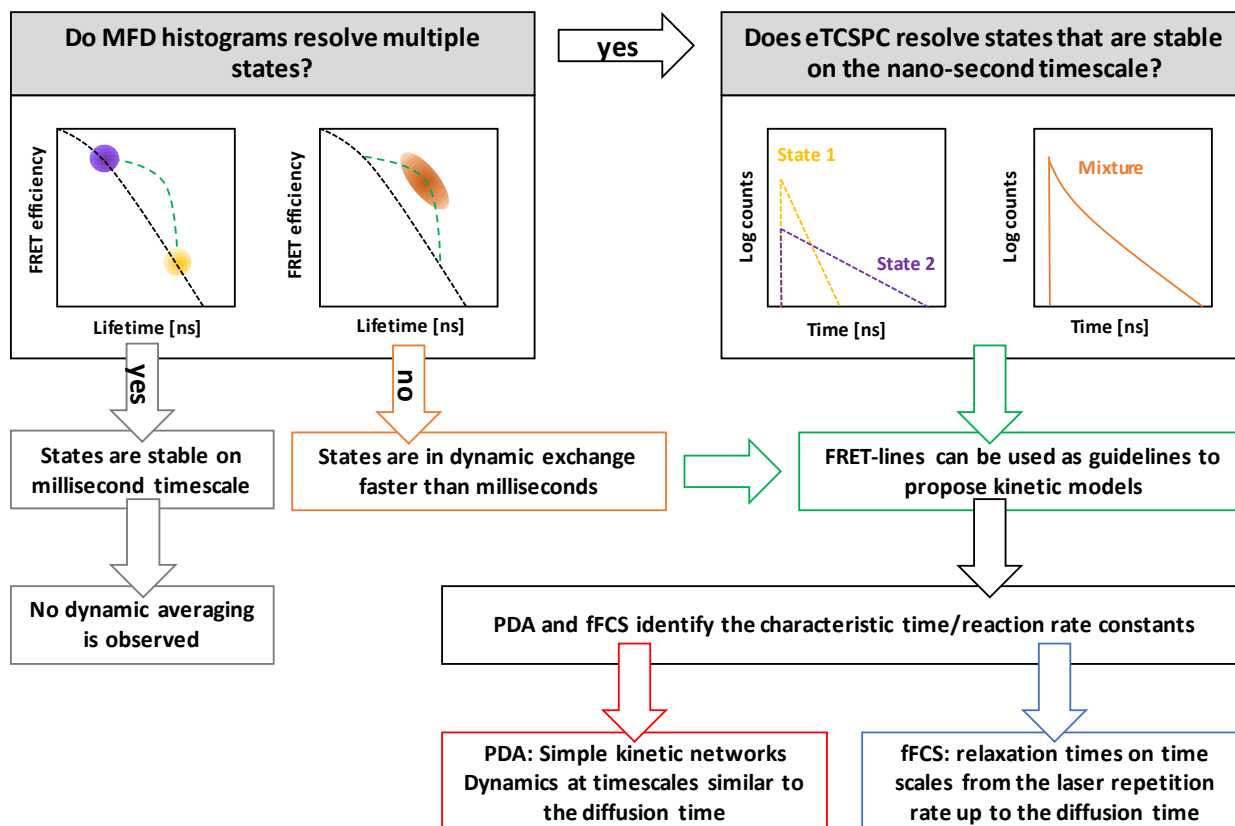 Do MFD histograms resolve multiple
states?
yes
Does eTCSPC resolve states that are stable
on the nano-second timescale?
FRET efficiency
Lifetime [ns]
FRET efficiency
Lifetime [ns]
Log counts
State 1
State 2
Time [ns]
Log counts
Mixture
Time [ns]
yes
no
States are stable on
millisecond timescale
States are in dynamic exchange
faster than milliseconds
FRET-lines can be used as guidelines to
propose kinetic models
No dynamic averaging
is observed
PDA and fFCS identify the characteristic time/reaction rate constants
PDA: Simple kinetic networks
Dynamics at timescales similar to
the diffusion time
fFCS: relaxation times on time
scales from the laser repetition
rate up to the diffusion time